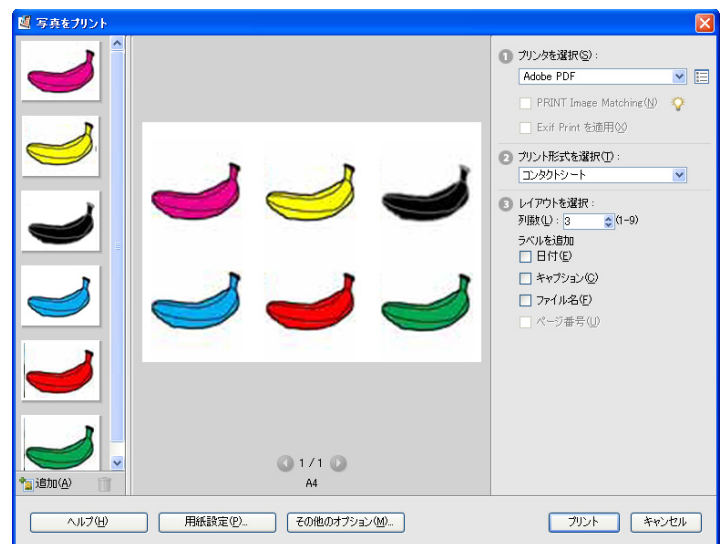 写真をプリント
1 プリンタを選択(S):
Adobe PDF
PRINT Image Matching(N)
Exif Print を適用(X)
2 プリント形式を選択(T):
コンタクトシート
3 レイアウトを選択:
列数(L): 3 (1-9)
ラベルを追加
日付(E)
キャプション(C)
ファイル名(F)
ページ番号(U)
1 / 1
A4
追加(A)
ヘルプ(H)
用紙設定(P)...
その他のオプション(M)...
プリント
キャンセル